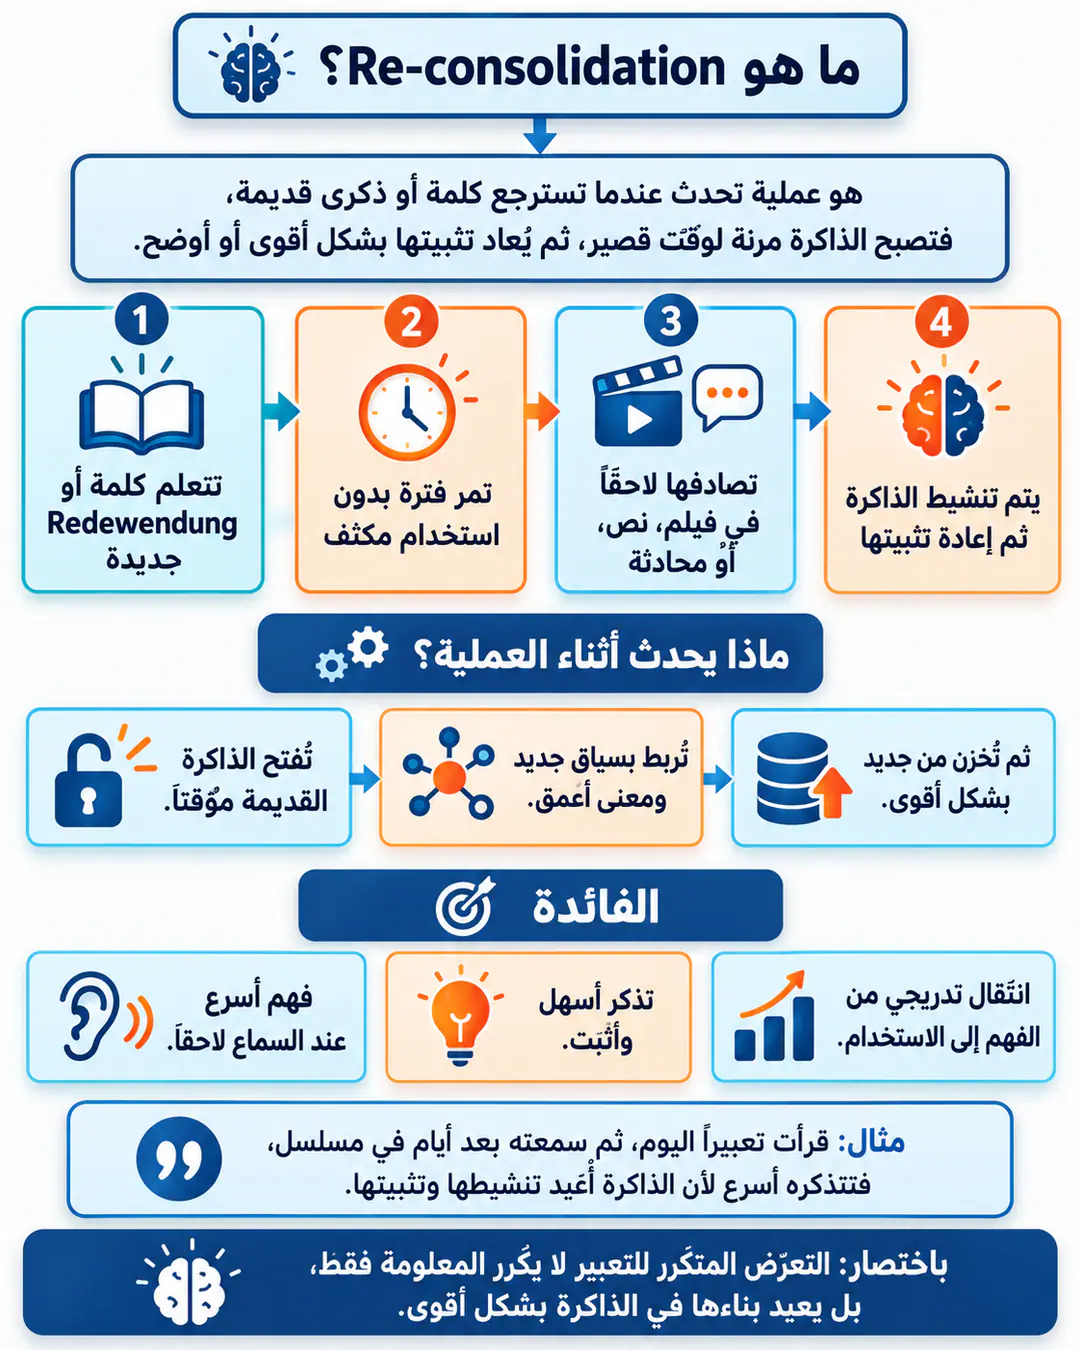 ما هو Re-consolidation؟
هو عملية تحدث عندما تسترجع كلمة أو ذكرى قديمة،
فتصبح الذاكرة مرنة لوقت قصير، ثم يُعاد تثبيتها بشكل أقوى أو أوضح.
1
تتعلم كلمة أو
Redewendung
جديدة
2
تمر فترة بدون
استخدام مكثف
3
تصادفها لاحقاً
في فيلم، نص،
أو محادثة
4
يتم تنشيط الذاكرة
ثم إعادة تثبيتها
ماذا يحدث أثناء العملية؟
تُفتح الذاكرة
القديمة مؤقتاً.
تُربط بسياق جديد
ومعنى أعمق.
ثم تُخزن من جديد
بشكل أقوى.
الفائدة
فهم أسرع
عند السماع لاحقاً.
تذكر أسهل
وأثبت.
انتقال تدريجي من
الفهم إلى الاستخدام.
مثال: قرأت تعبيراً اليوم، ثم سمعته بعد أيام في مسلسل،
فتتذكره أسرع لأن الذاكرة أُعيد تنشيطها وتثبيتها.
باختصار: التعرّض المتكرر للتعبير لا يكرر المعلومة فقط،
بل يعيد بناءها في الذاكرة بشكل أقوى.